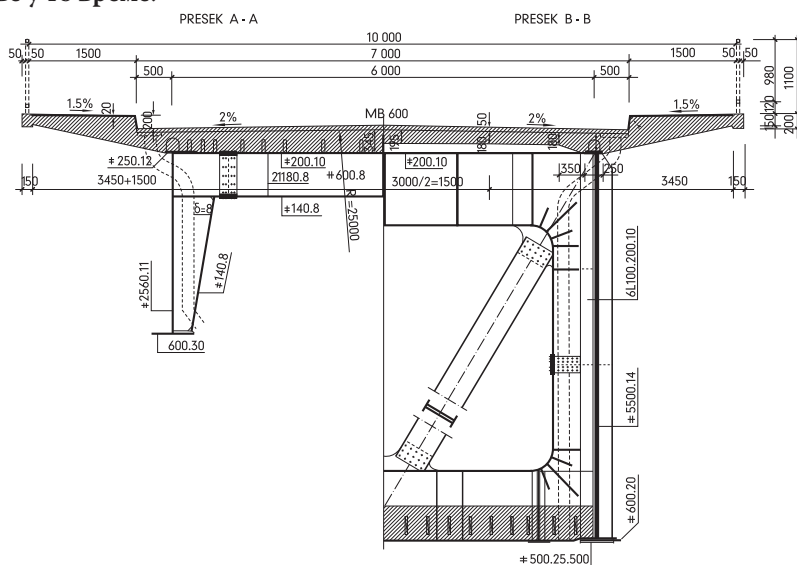 PRESEK A - A PRESEK B - B
10 000
50 50 1500 7 000 1500 50 50
500 6 000 500
980 1100
1.5% 20 200 2% MB 600 50 2% 1.5%
120 150 200
245 195 180 180
≠250.12 ≠200.10 ≠200.10 350 250
150 3450+1500 21180.8 ≠600.8 3000/2=1500 3450 150
δ=8 ≠140.8 R=25000
≠2560.11 ≠140.8 6L100.200.10
600.30
≠5500.14
≠600.20
≠500.25.500